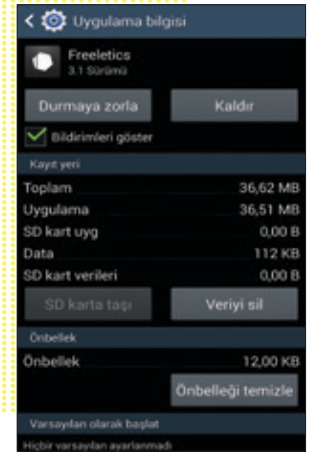 Uygulama bilgisi
Freeletics
3.1 Sürümü
Durmaya zorla Kaldır
Bildirimleri göster
Kayıt yeri
Toplam 36,62 MB
Uygulama 36,51 MB
SD kart uyg 0,00 B
Data 112 KB
SD kart verileri 0,00 B
SD karta taşı Veriyi sil
Önbellek
Önbellek 12,00 KB
Önbelleği temizle
Varsayılan olarak başlat
Hiçbir varsayılan ayarlanmadı